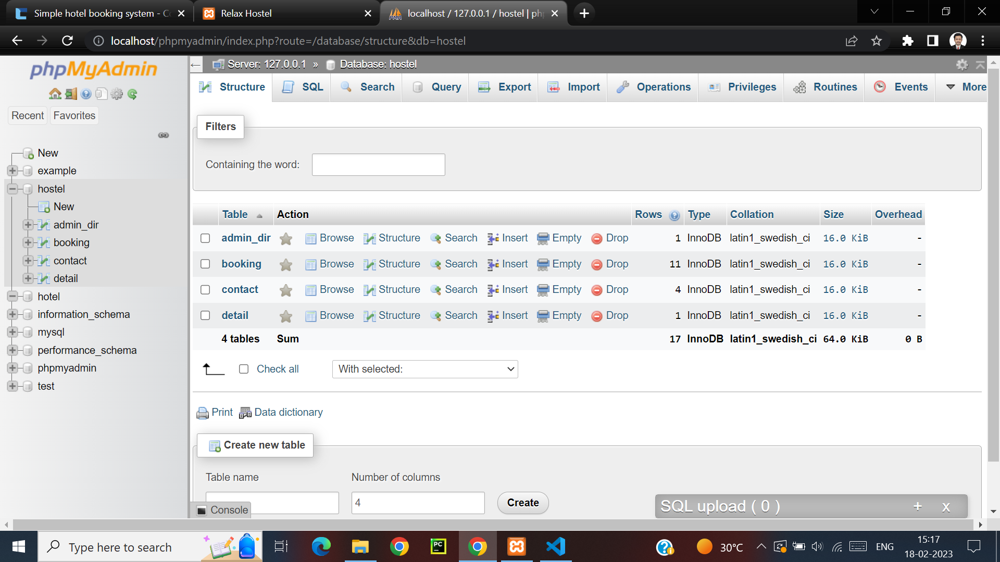 Simple hotel booking system - Co
Relax Hostel
localhost / 127.0.0.1 / hostel | php
localhost/phpmyadmin/index.php?route=/database/structure&db=hostel
phpMyAdmin
Recent
Favorites
New
example
hostel
New
admin_dir
booking
contact
detail
hotel
information_schema
mysql
performance_schema
phpmyadmin
test
Server: 127.0.0.1 » Database: hostel
Structure SQL Search Query Export Import Operations Privileges Routines Events More
Filters
Containing the word:
Table Action Rows Type Collation Size Overhead
admin_dir Browse Structure Search Insert Empty Drop 1 InnoDB latin1_swedish_ci 16.0 KiB -
booking Browse Structure Search Insert Empty Drop 11 InnoDB latin1_swedish_ci 16.0 KiB -
contact Browse Structure Search Insert Empty Drop 4 InnoDB latin1_swedish_ci 16.0 KiB -
detail Browse Structure Search Insert Empty Drop 1 InnoDB latin1_swedish_ci 16.0 KiB -
4 tables Sum 17 InnoDB latin1_swedish_ci 64.0 KiB 0 B
Check all With selected:
Print Data dictionary
Create new table
Table name Number of columns
4 Create
Console
SQL upload ( 0 ) + x
Type here to search
PC
30°C
ENG
15:17
18-02-2023